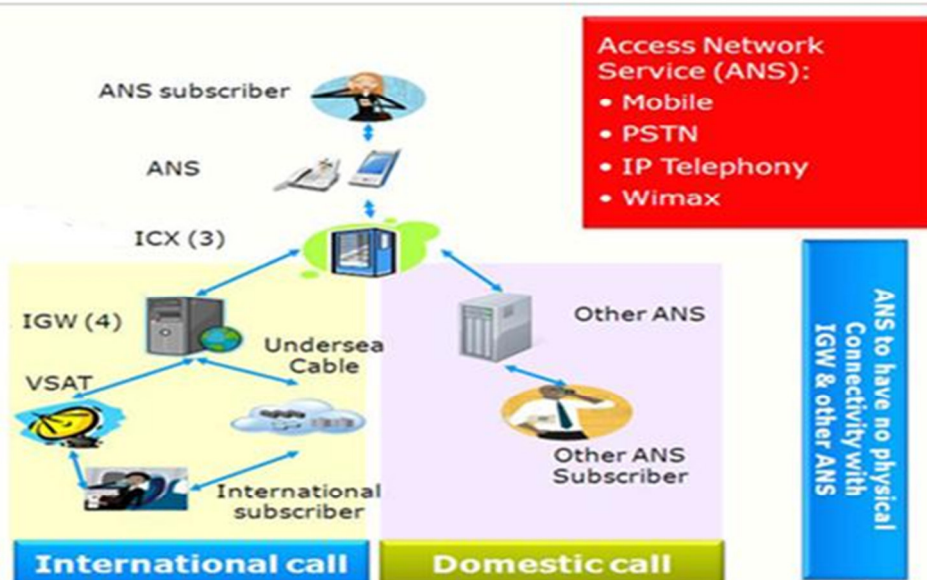 Access Network
Service (ANS):
• Mobile
• PSTN
• IP Telephony
• Wimax
ANS subscriber
ANS
ICX (3)
IGW (4)
Undersea
Cable
VSAT
International
subscriber
Other ANS
Other ANS
Subscriber
ANS to have no physical
Connectivity with
IGW & other ANS
International call
Domestic call